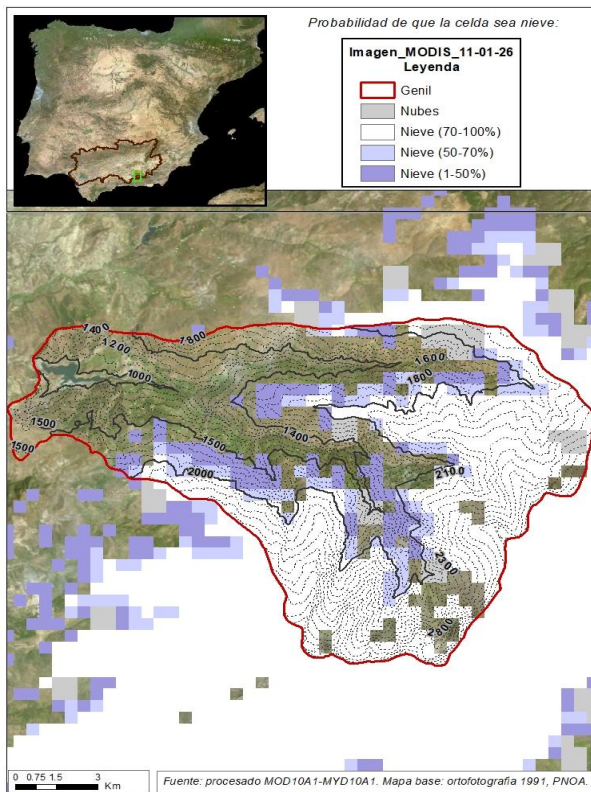 Probabilidad de que la celda sea nieve:
Imagen_MODIS_11-01-26
Leyenda
Genil
Nubes
Nieve (70-100%)
Nieve (50-70%)
Nieve (1-50%)
1400
1200
1800
1000
1600
1800
1500
1500
1500
1400
2000
2100
2300
2800
0 0.75 1.5 3
Km
Fuente: procesado MOD10A1-MYD10A1. Mapa base: ortofotografia 1991, PNOA.